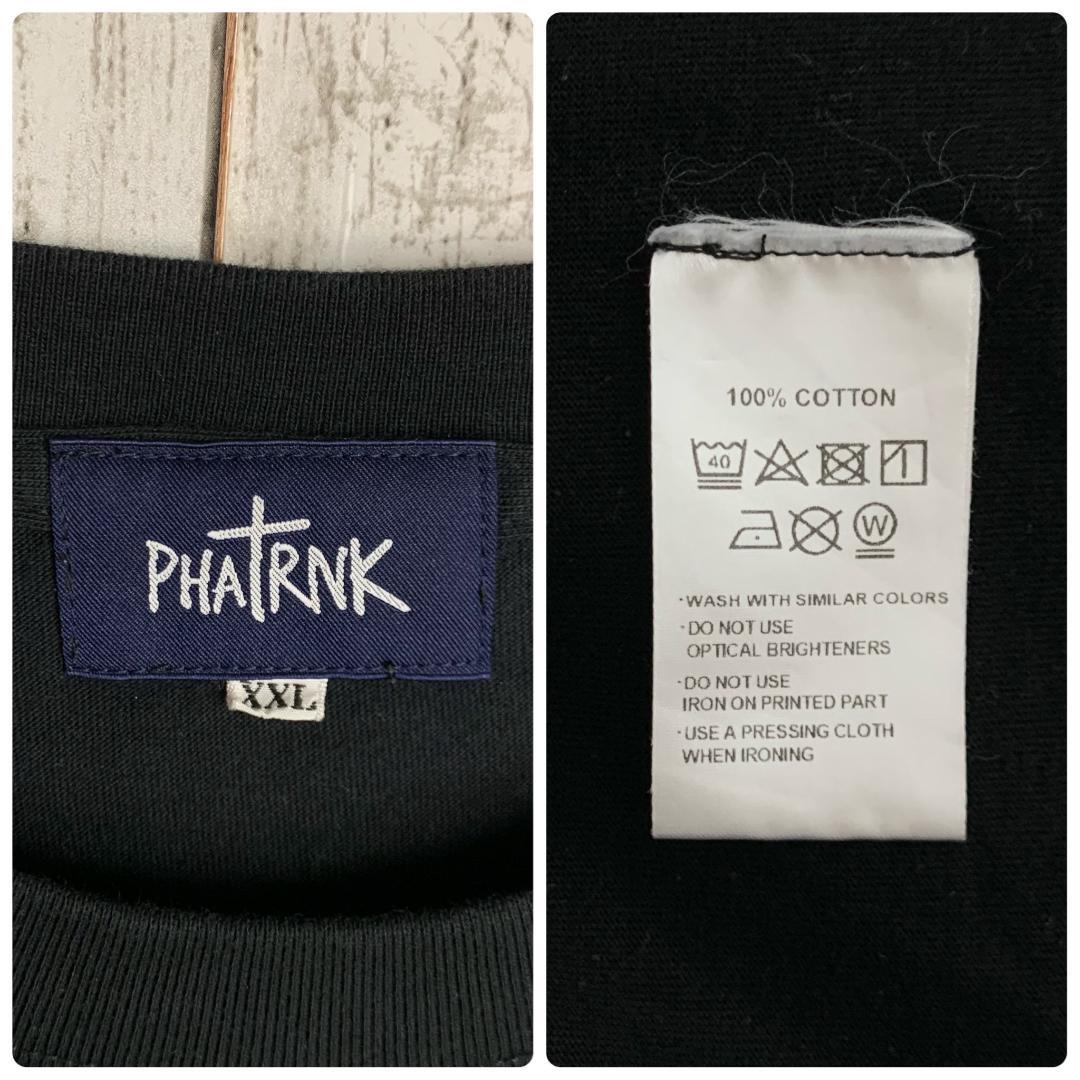 PHATRNK
XXL
100% COTTON
40
W
·WASH WITH SIMILAR COLORS
·DO NOT USE
OPTICAL BRIGHTENERS
·DO NOT USE
IRON ON PRINTED PART
·USE A PRESSING CLOTH
WHEN IRONING